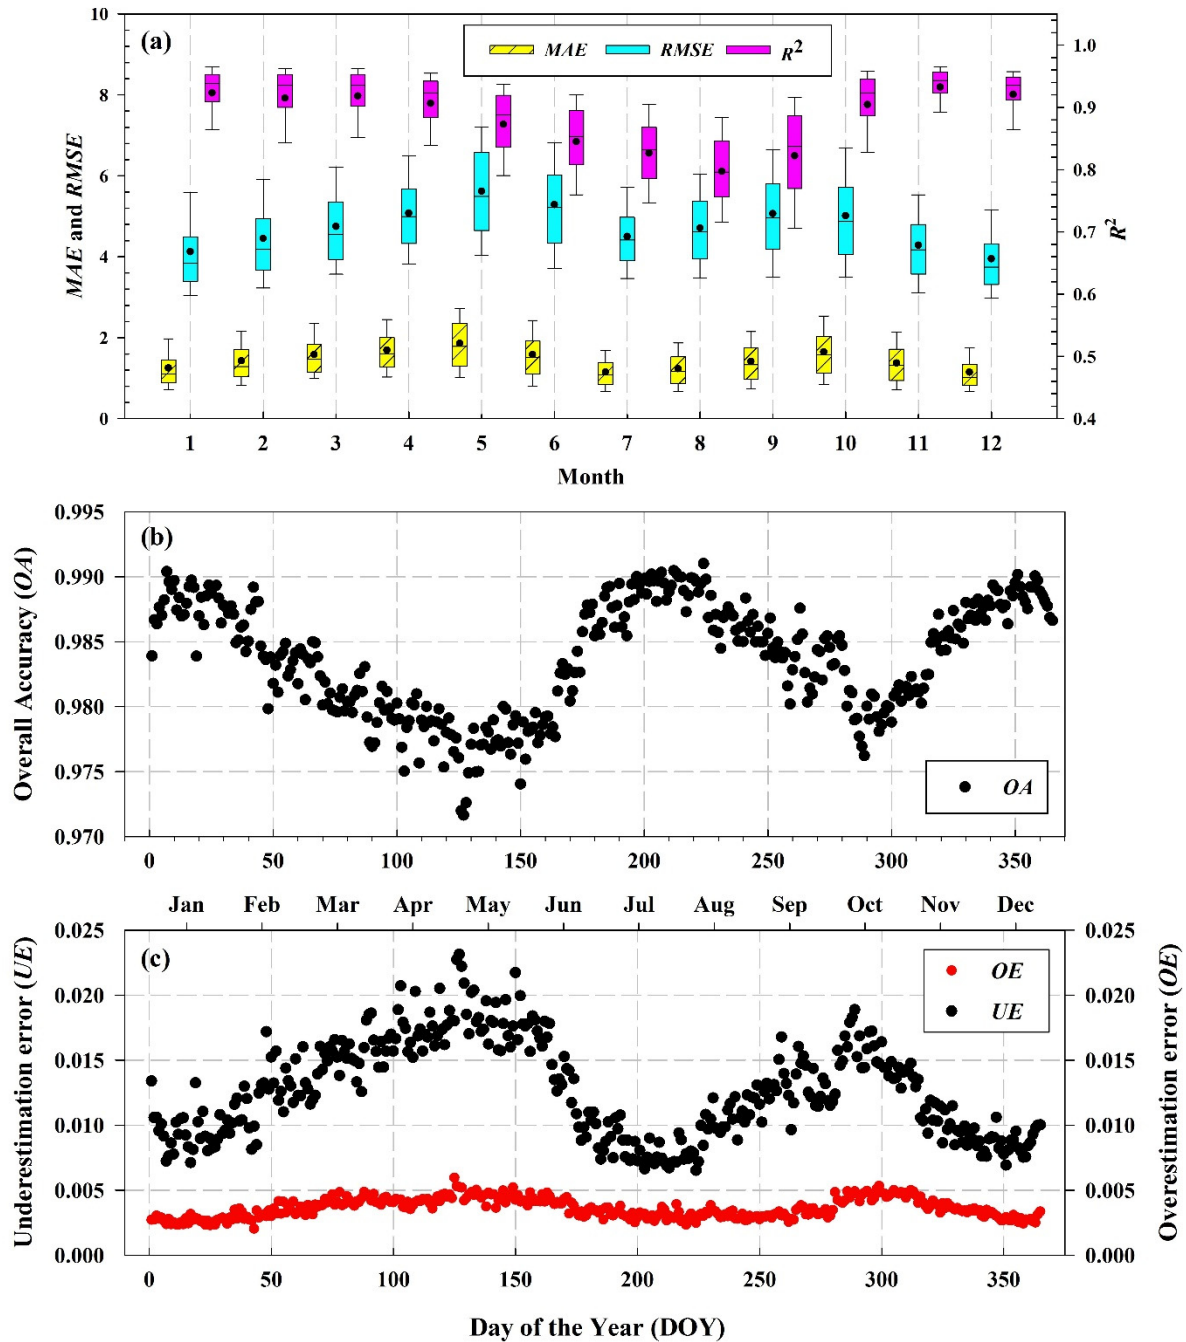 (a)
MAE RMSE R²
MAE and RMSE
10
8
6
4
2
0
R²
1.0
0.9
0.8
0.7
0.6
0.5
0.4
1 2 3 4 5 6 7 8 9 10 11 12
Month
(b)
Overall Accuracy (OA)
0.995
0.990
0.985
0.980
0.975
0.970
OA
0 50 100 150 200 250 300 350
Jan Feb Mar Apr May Jun Jul Aug Sep Oct Nov Dec
(c)
Underestimation error (UE)
0.025
0.020
0.015
0.010
0.005
0.000
OE
UE
Overestimation error (OE)
0.025
0.020
0.015
0.010
0.005
0.000
0 50 100 150 200 250 300 350
Day of the Year (DOY)